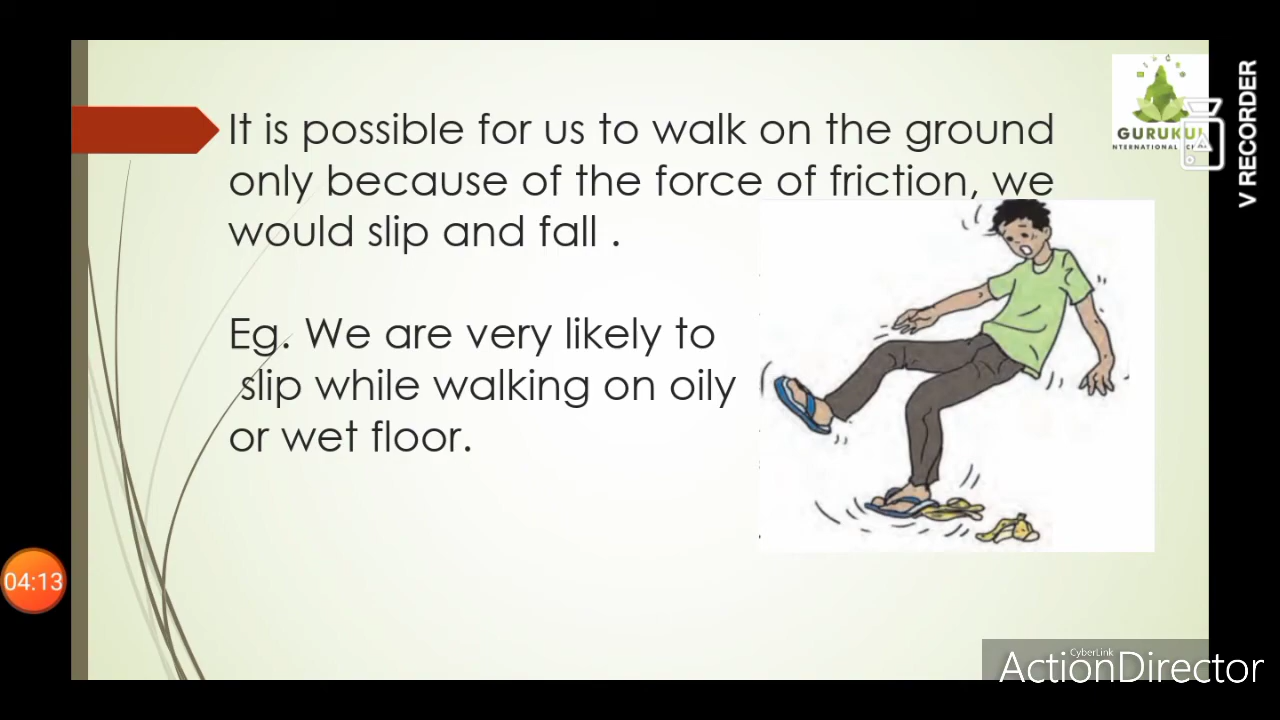 It is possible for us to walk on the ground
only because of the force of friction, we
would slip and fall .
Eg. We are very likely to
slip while walking on oily
or wet floor.
GURUKUL
V RECORDER
04:13
CyberLink
ActionDirector